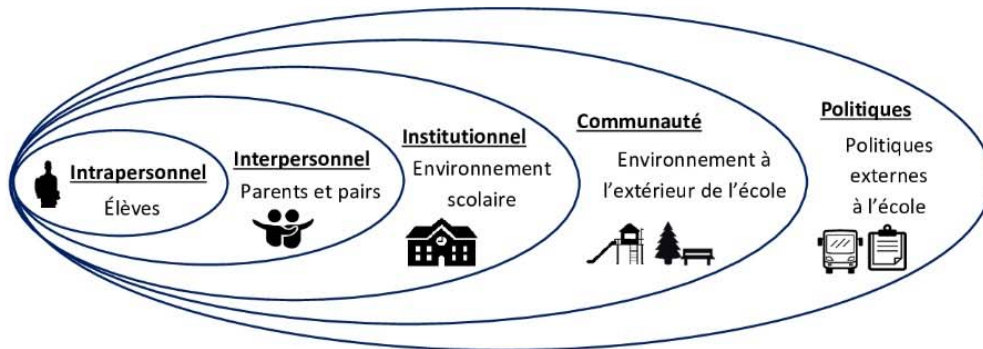 Intrapersonnel
Élèves
Interpersonnel
Parents et pairs
Institutionnel
Environnement
scolaire
Communauté
Environnement à
l'extérieur de l'école
Politiques
Politiques
externes
à l'école